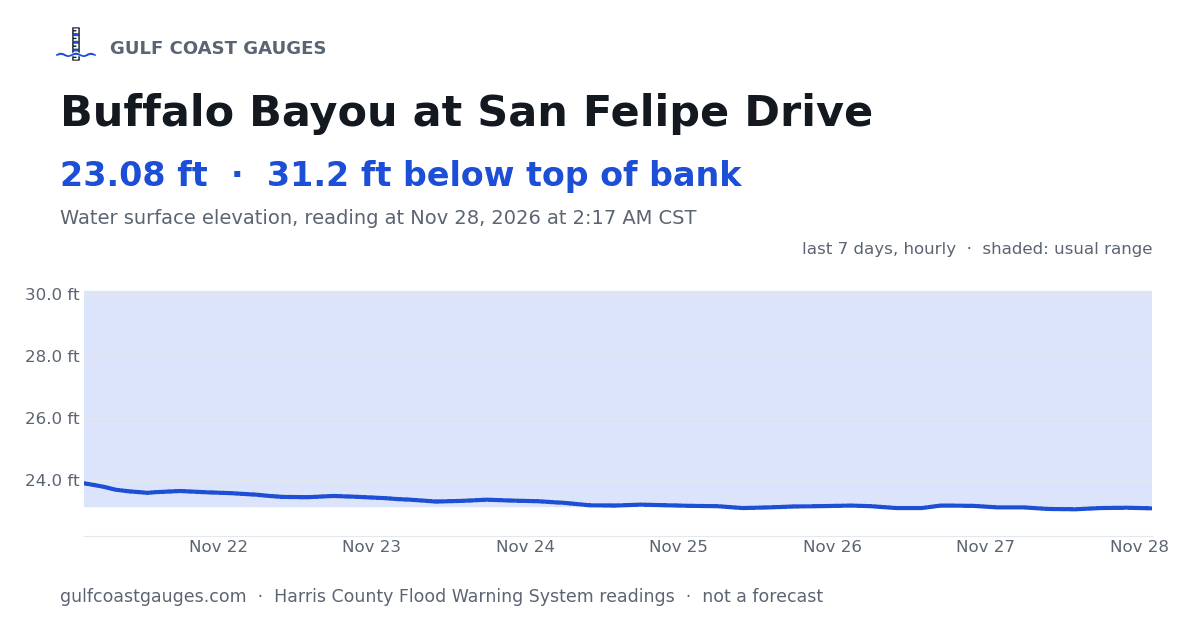 GULF COAST GAUGES
Buffalo Bayou at San Felipe Drive
23.08 ft · 31.2 ft below top of bank
Water surface elevation, reading at Nov 28, 2026 at 2:17 AM CST
last 7 days, hourly · shaded: usual range
30.0 ft
28.0 ft
26.0 ft
24.0 ft
Nov 22 Nov 23 Nov 24 Nov 25 Nov 26 Nov 27 Nov 28
gulfcoastgauges.com · Harris County Flood Warning System readings · not a forecast